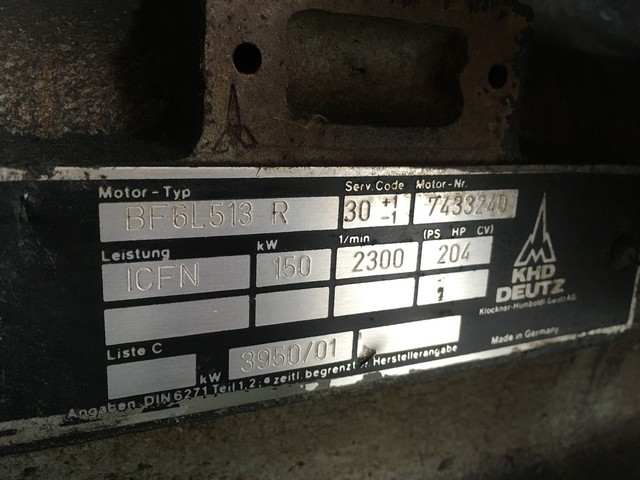 Motor-Typ Serv. Code Motor-Nr.
BF6L513 R 30 +1 -1 7433240
Leistung kW 1/min (PS HP CV)
ICFN 150 2300 204
KHD
DEUTZ
Klöckner-Humboldt-Deutz AG
Liste C
3950/01
Made in Germany
kW
Angaben: DIN 6271 Teil 1,2; zeitl. begrenzt n. Herstellerangabe